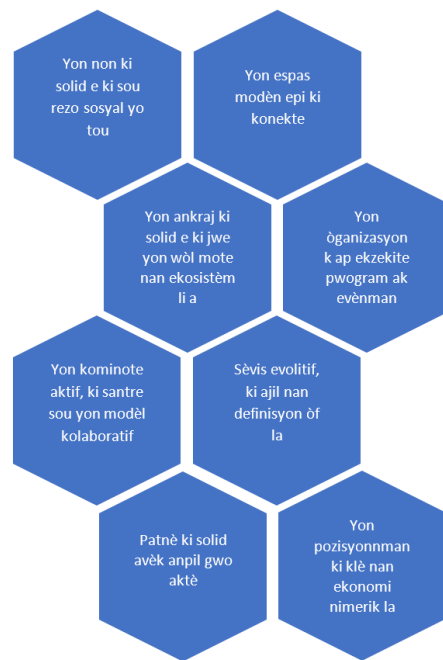 Yon non ki
solid e ki sou
rezo sosyal yo
tou
Yon espas
modèn epi ki
konekte
Yon ankraj ki
solid e ki jwe
yon wòl mote
nan ekosistèm
li a
Yon
òganizasyon
k ap ekzekite
pwogram ak
evènman
Yon kominote
aktif, ki santre
sou yon modèl
kolaboratif
Sèvis evolitif,
ki ajil nan
definisyon òf
la
Patnè ki solid
avèk anpil gwo
aktè
Yon
pozisyonnman
ki klè nan
ekonomi
nimerik la